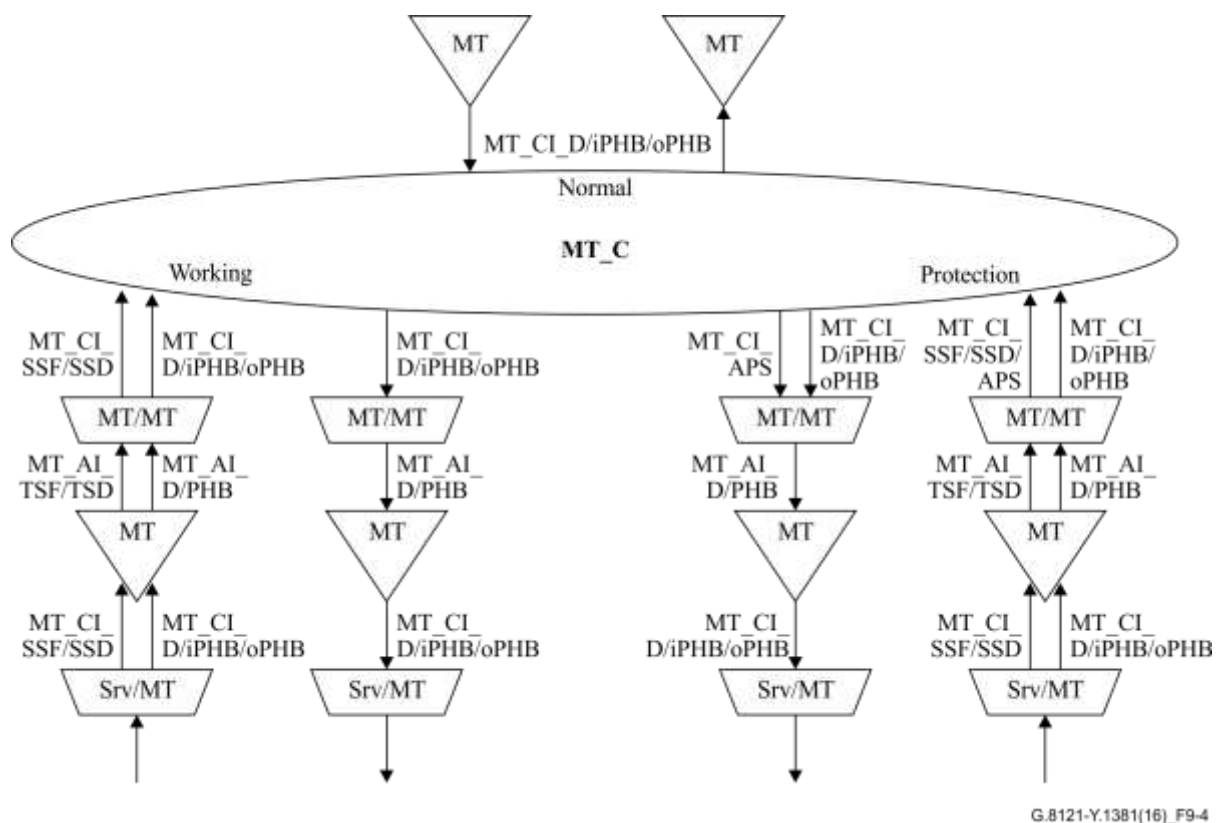 MT
MT
MT_CI_D/iPHB/oPHB
Normal
MT_C
Working
Protection
MT_CI_
SSF/SSD
MT_CI_
D/iPHB/oPHB
MT_CI_
D/iPHB/oPHB
MT_CI_
APS
MT_CI_
D/iPHB/
oPHB
MT_CI_
SSF/SSD/
APS
MT_CI_
D/iPHB/
oPHB
MT/MT
MT/MT
MT/MT
MT/MT
MT_AI_
TSF/TSD
MT_AI_
D/PHB
MT_AI_
D/PHB
MT_AI_
D/PHB
MT_AI_
TSF/TSD
MT_AI_
D/PHB
MT
MT
MT
MT
MT_CI_
SSF/SSD
MT_CI_
D/iPHB/oPHB
MT_CI_
D/iPHB/oPHB
MT_CI_
D/iPHB/oPHB
MT_CI_
SSF/SSD
MT_CI_
D/iPHB/oPHB
Srv/MT
Srv/MT
Srv/MT
Srv/MT
G.8121-Y.1381(16)_F9-4